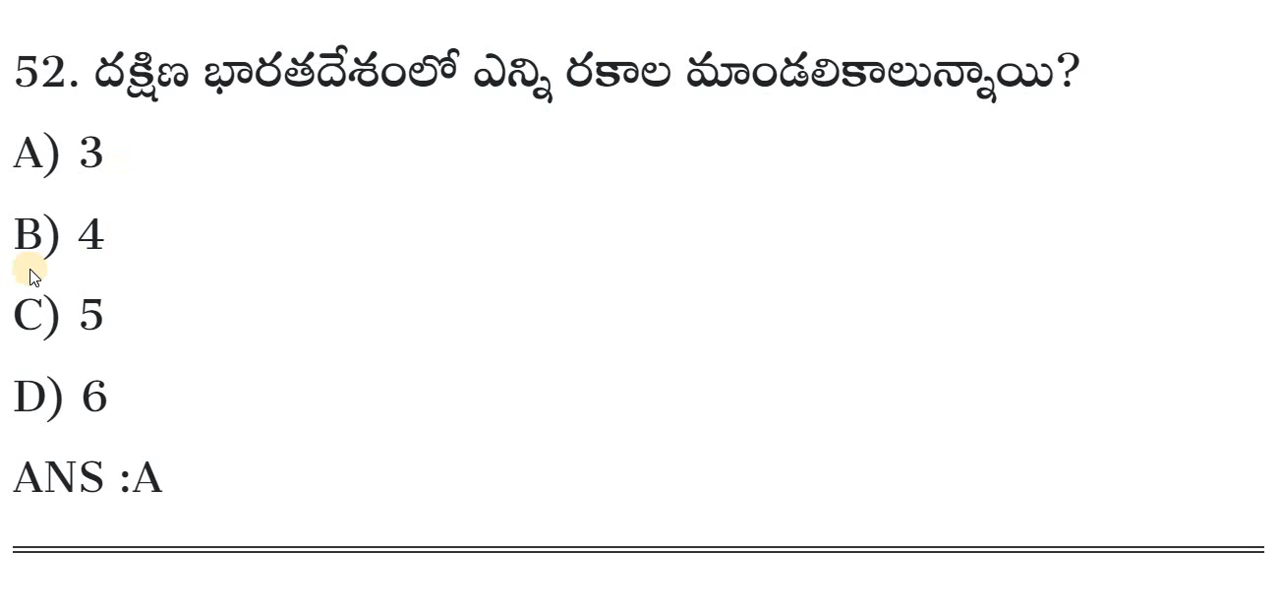 52. దక్షిణ భారతదేశంలో ఎన్ని రకాల మాండలికాలున్నాయి?
A) 3
B) 4
C) 5
D) 6
ANS :A